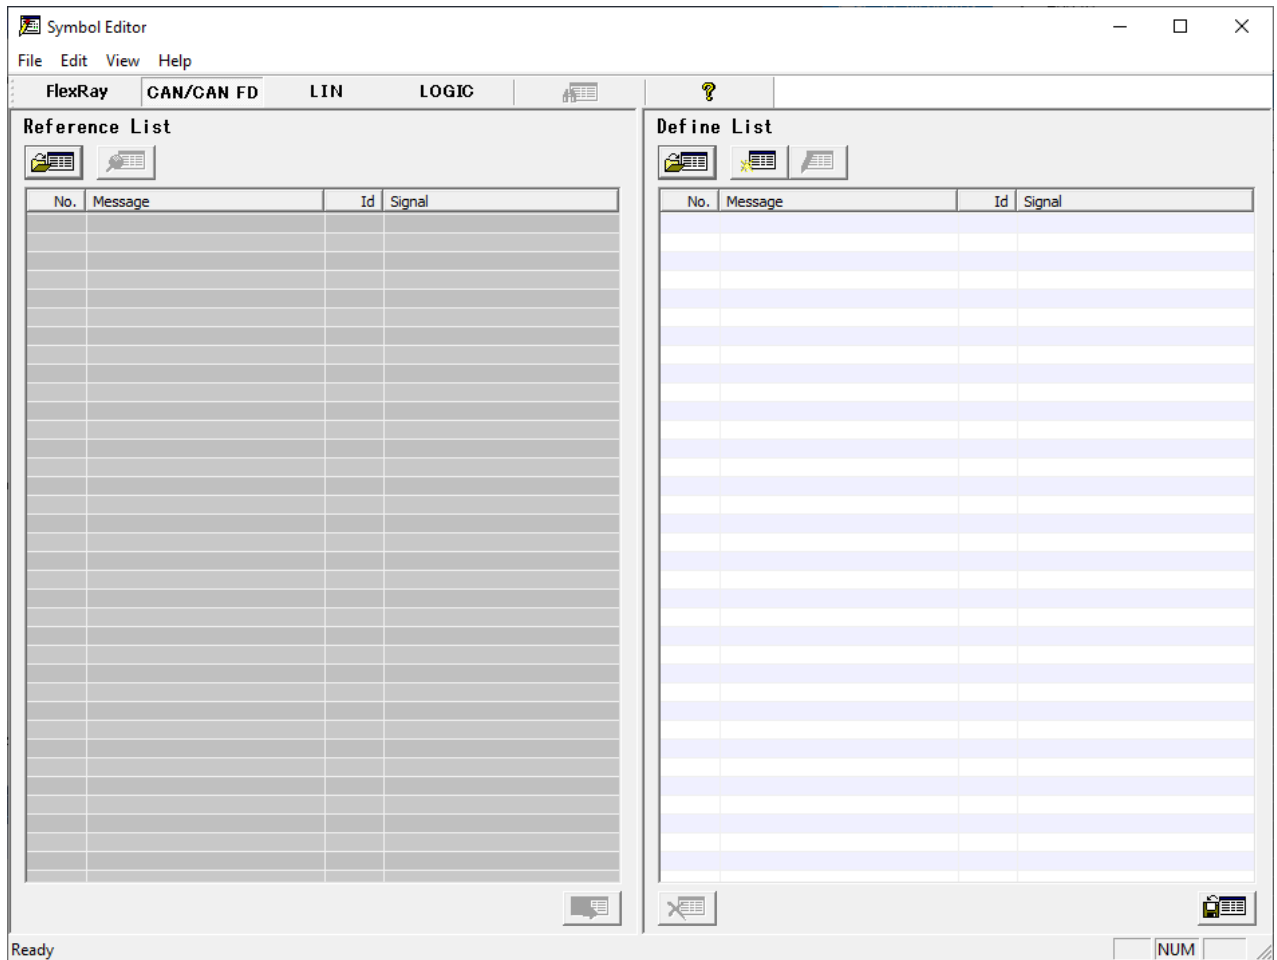 Symbol Editor
File Edit View Help
FlexRay CAN/CAN FD LIN LOGIC
Reference List
No. Message Id Signal
Define List
No. Message Id Signal
Ready
NUM